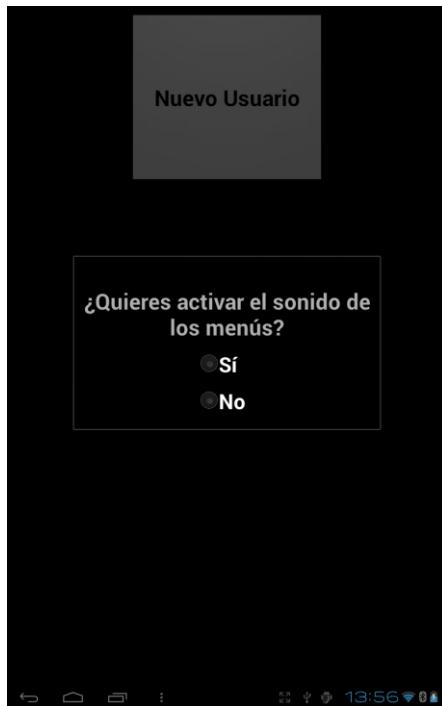 Nuevo Usuario
¿Quieres activar el sonido de
los menús?
Sí
No
13:56